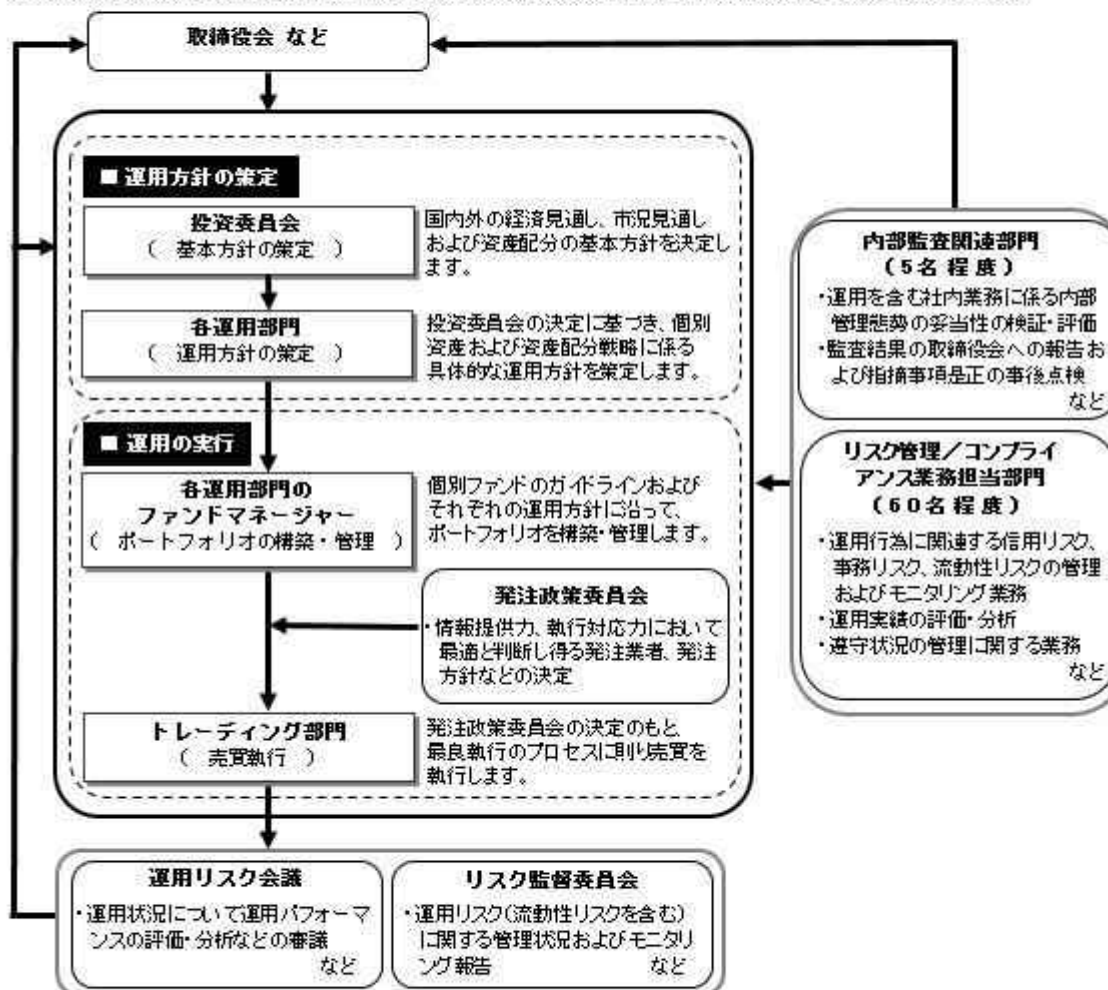 取締役会 など
■ 運用方針の策定
投資委員会
( 基本方針の策定 )
国内外の経済見通し、市況見通し
および資産配分の基本方針を決定し
ます。
各運用部門
( 運用方針の策定 )
投資委員会の決定に基づき、個別
資産および資産配分戦略に係る
具体的な運用方針を策定します。
■ 運用の実行
各運用部門の
ファンドマネージャー
( ポートフォリオの構築・管理 )
個別ファンドのガイドラインおよび
それぞれの運用方針に沿って、
ポートフォリオを構築・管理します。
発注政策委員会
・情報提供力、執行対応力において
最適と判断し得る発注業者、発注
方針などの決定
トレーディング部門
( 売買執行 )
発注政策委員会の決定のもと、
最良執行のプロセスに則り売買を
執行します。
内部監査関連部門
(5名程度)
・運用を含む社内業務に係る内部
管理態勢の妥当性の検証・評価
・監査結果の取締役会への報告お
よび指摘事項是正の事後点検
など
リスク管理/コンプライ
アンス業務担当部門
(60名程度)
・運用行為に関連する信用リスク、
事務リスク、流動性リスクの管理
およびモニタリング業務
・運用実績の評価・分析
・遵守状況の管理に関する業務
など
運用リスク会議
・運用状況について運用パフォーマ
ンスの評価・分析などの審議
など
リスク監督委員会
・運用リスク(流動性リスクを含む)
に関する管理状況およびモニタリ
ング報告 など